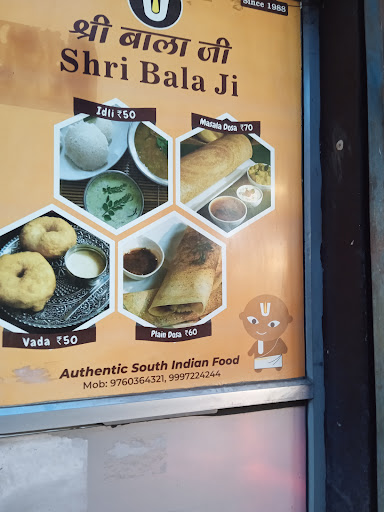 Since 1988
श्री बाला जी
Shri Bala Ji
Idli ₹50
Masala Dosa ₹70
Vada ₹50
Plain Dosa ₹60
Authentic South Indian Food
Mob: 9760364321, 9997224244